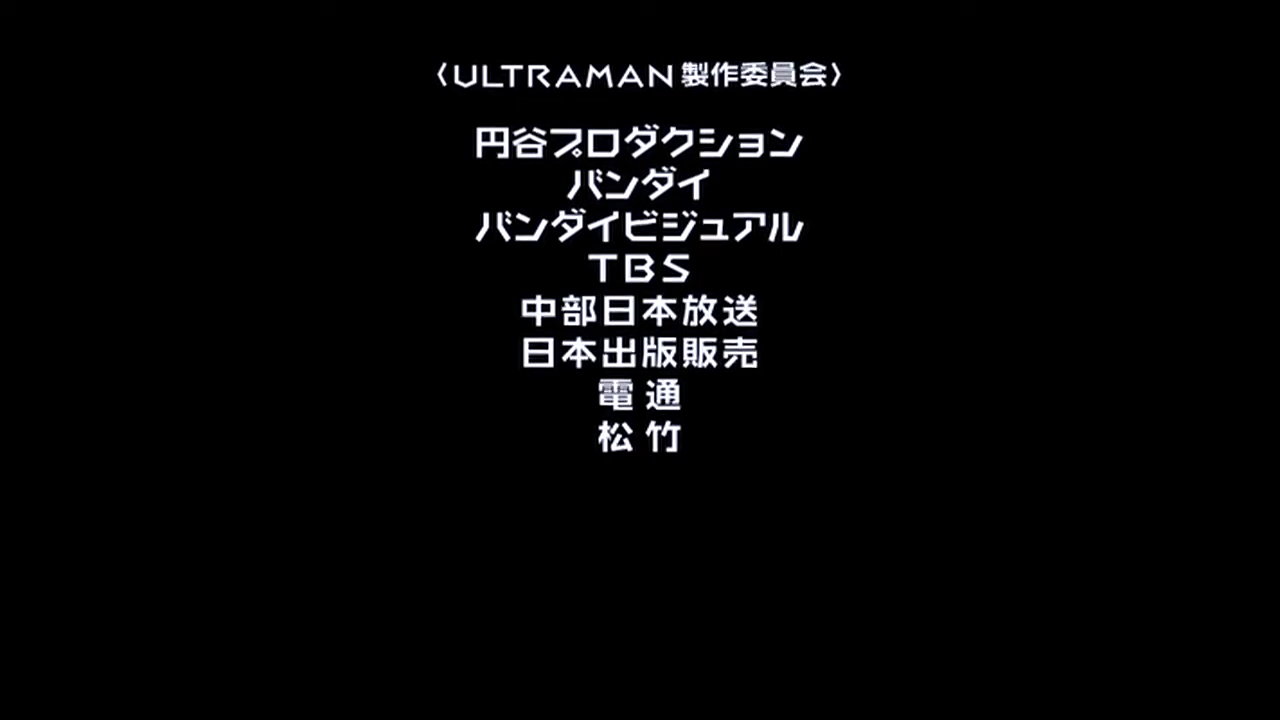 〈ULTRAMAN製作委員会〉
円谷プロダクション
バンダイ
バンダイビジュアル
TBS
中部日本放送
日本出版販売
電通
松竹